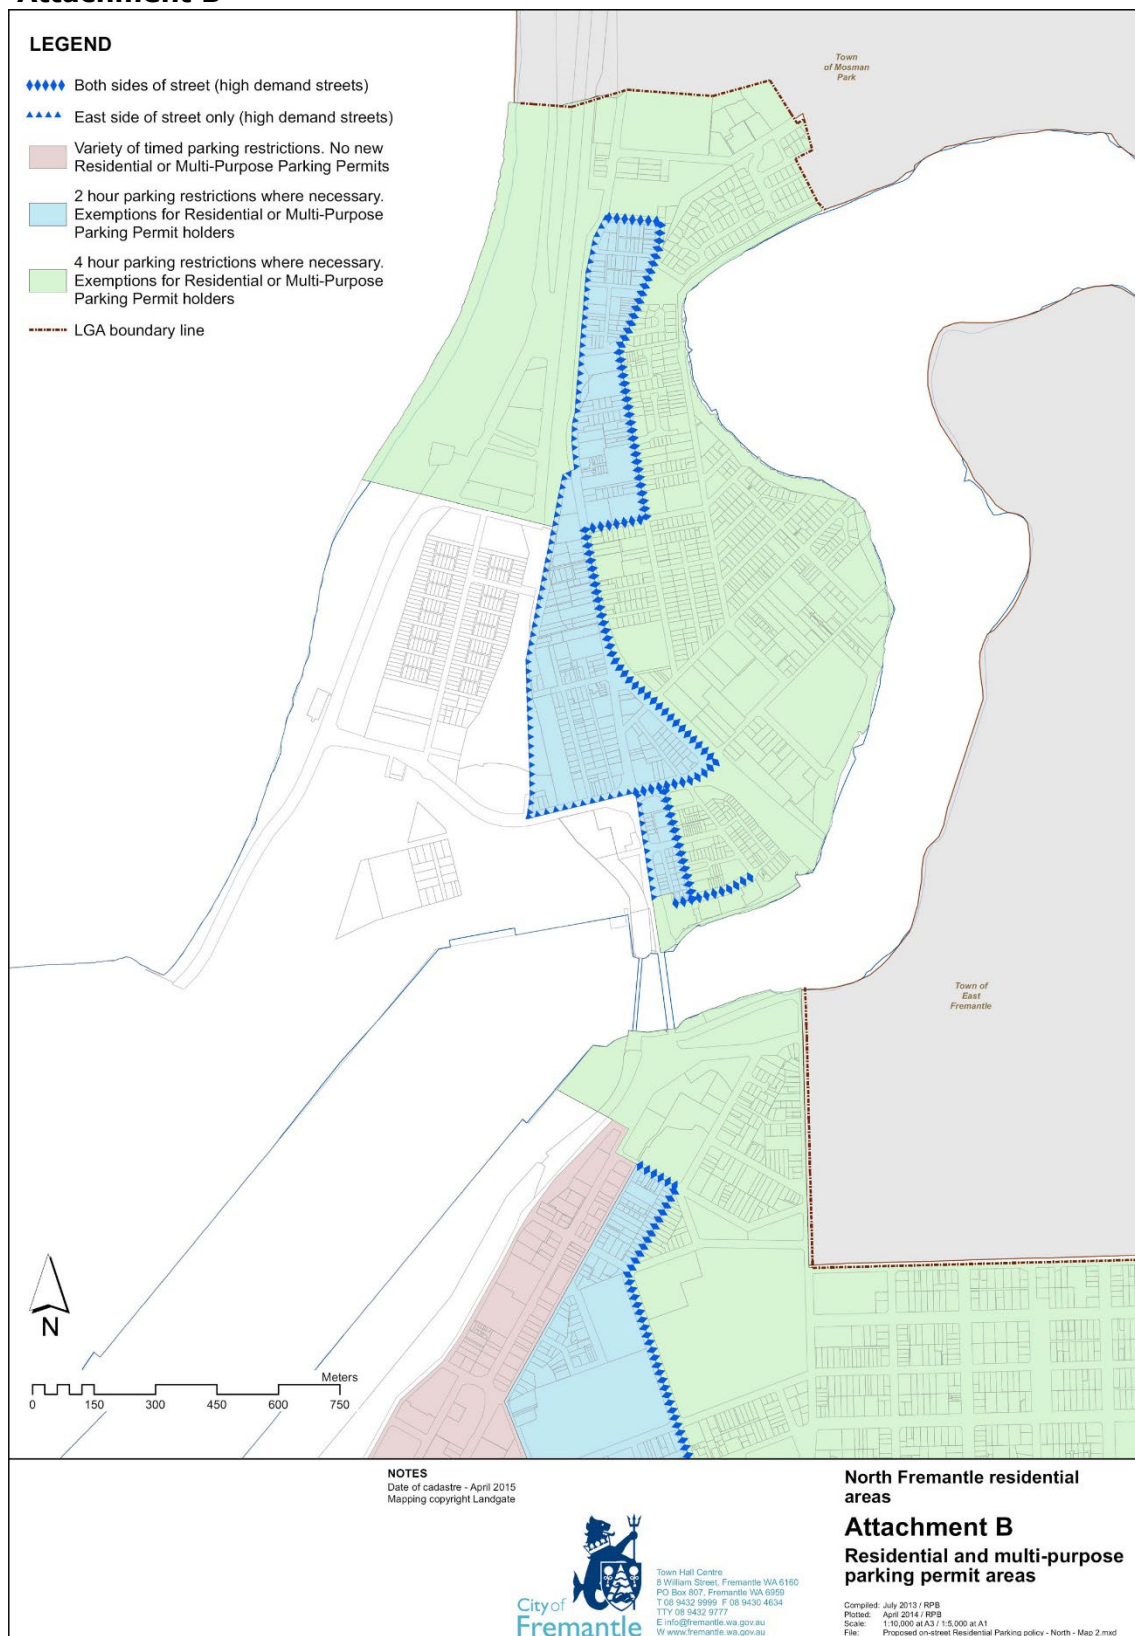 Attachment B
LEGEND
Both sides of street (high demand streets)
East side of street only (high demand streets)
Variety of timed parking restrictions. No new
Residential or Multi-Purpose Parking Permits
2 hour parking restrictions where necessary.
Exemptions for Residential or Multi-Purpose
Parking Permit holders
4 hour parking restrictions where necessary.
Exemptions for Residential or Multi-Purpose
Parking Permit holders
LGA boundary line
Town
of Mosman
Park
Town of
East
Fremantle
N
Meters
0 150 300 450 600 750
NOTES
Date of cadastre - April 2015
Mapping copyright Landgate
City of
Fremantle
Town Hall Centre
8 William Street, Fremantle WA 6160
PO Box 807, Fremantle WA 6959
T 08 9432 9999 F 08 9430 4634
TTY 08 9432 9777
E info@fremantle.wa.gov.au
W www.fremantle.wa.gov.au
North Fremantle residential
areas
Attachment B
Residential and multi-purpose
parking permit areas
Compiled: July 2013 / RPB
Plotted: April 2014 / RPB
Scale: 1:10,000 at A3 / 1:5,000 at A1
File: Proposed on-street Residential Parking policy - North - Map 2.mxd